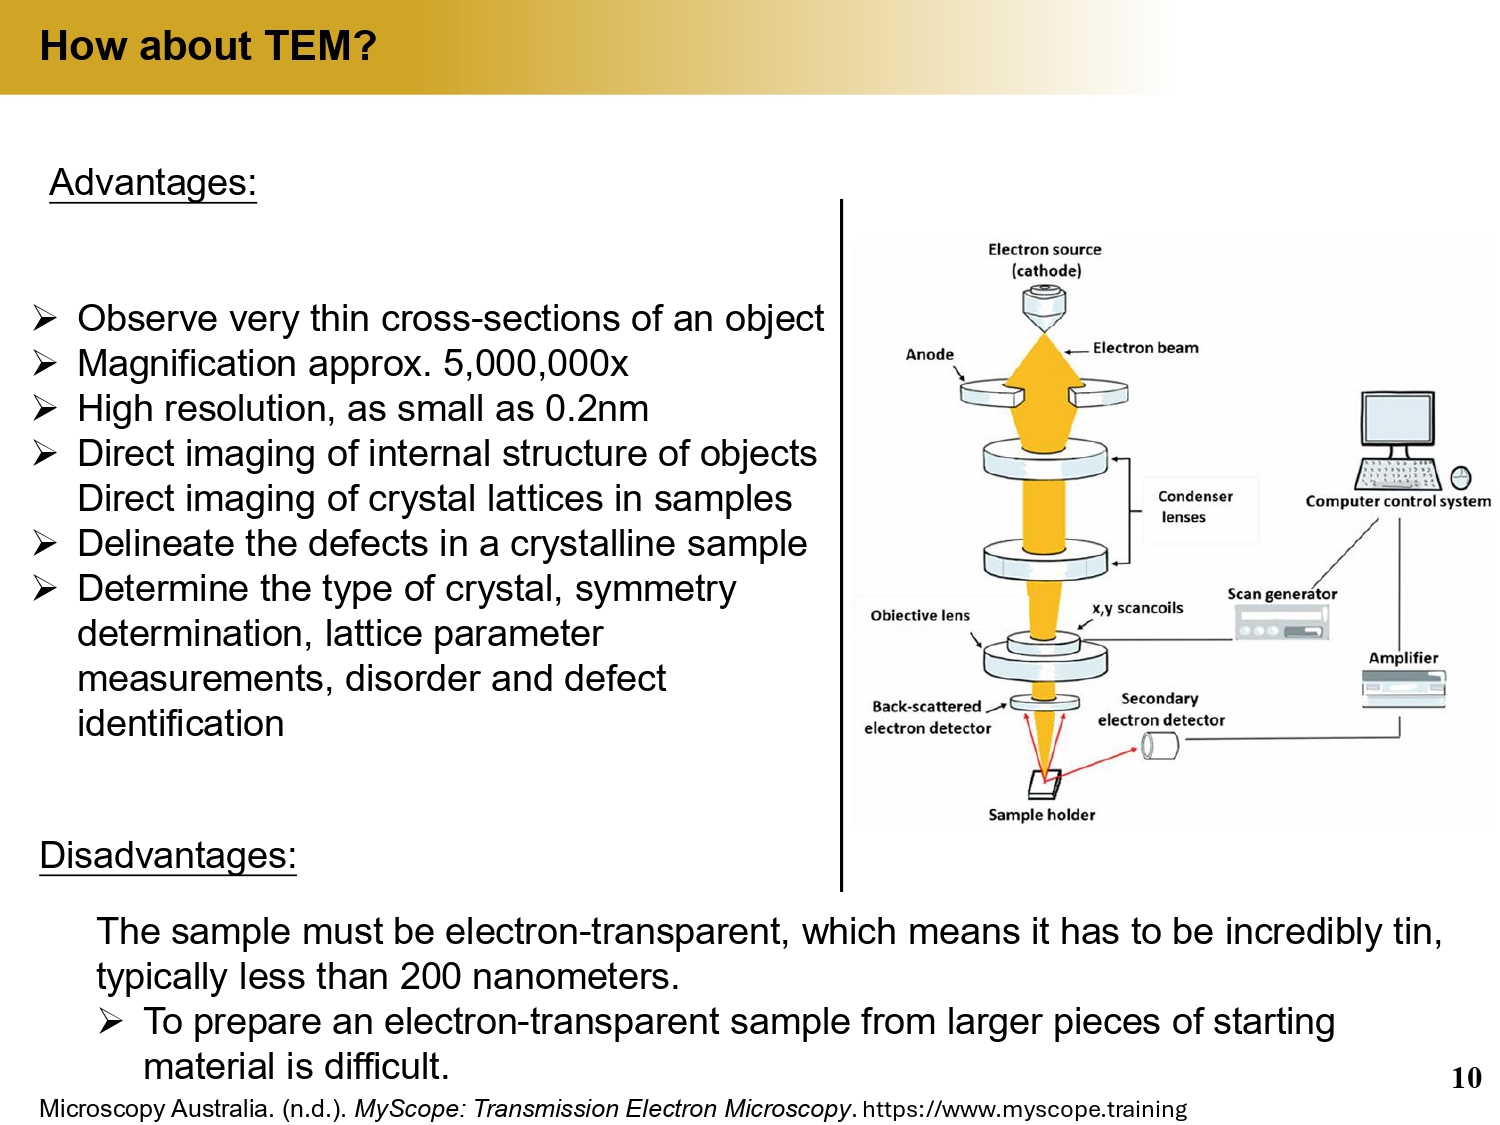 How about TEM?
Advantages:
➢ Observe very thin cross-sections of an object
➢ Magnification approx. 5,000,000x
➢ High resolution, as small as 0.2nm
➢ Direct imaging of internal structure of objects
Direct imaging of crystal lattices in samples
➢ Delineate the defects in a crystalline sample
➢ Determine the type of crystal, symmetry
determination, lattice parameter
measurements, disorder and defect
identification
Electron source
(cathode)
Electron beam
Anode
Condenser
lenses
Computer control system
Scan generator
x,y scancoils
Objective lens
Amplifier
Back-scattered
electron detector
Secondary
electron detector
Sample holder
Disadvantages:
The sample must be electron-transparent, which means it has to be incredibly tin,
typically less than 200 nanometers.
➢ To prepare an electron-transparent sample from larger pieces of starting
material is difficult.
10
Microscopy Australia. (n.d.). MyScope: Transmission Electron Microscopy. https://www.myscope.training